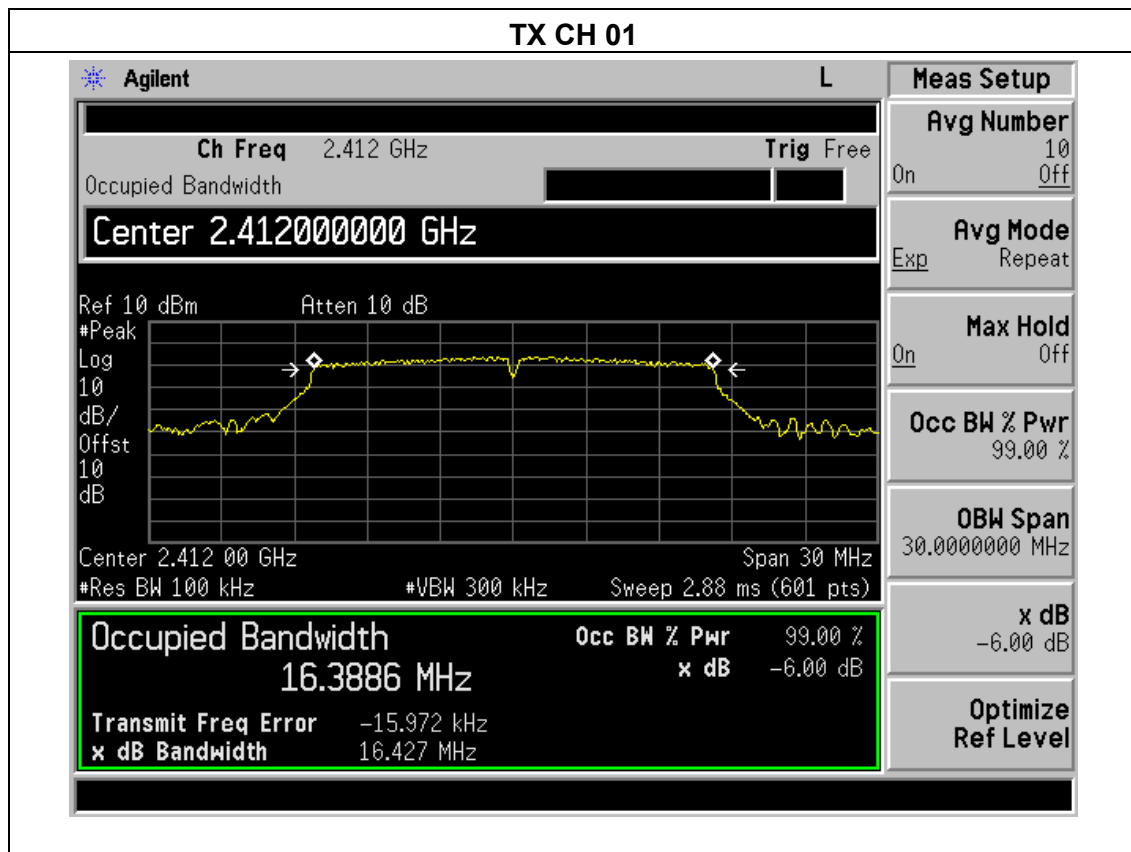 TX CH 01
Agilent L
Ch Freq 2.412 GHz Trig Free
Occupied Bandwidth
Center 2.412000000 GHz
Ref 10 dBm Atten 10 dB
#Peak
Log
10
dB/
Offst
10
dB
Center 2.412 00 GHz Span 30 MHz
#Res BW 100 kHz #VBW 300 kHz Sweep 2.88 ms (601 pts)
Occupied Bandwidth Occ BW % Pwr 99.00 %
16.3886 MHz x dB -6.00 dB
Transmit Freq Error -15.972 kHz
x dB Bandwidth 16.427 MHz
Meas Setup
Avg Number
10
On Off
Avg Mode
Exp Repeat
Max Hold
On Off
Occ BW % Pwr
99.00 %
OBW Span
30.0000000 MHz
x dB
-6.00 dB
Optimize
Ref Level